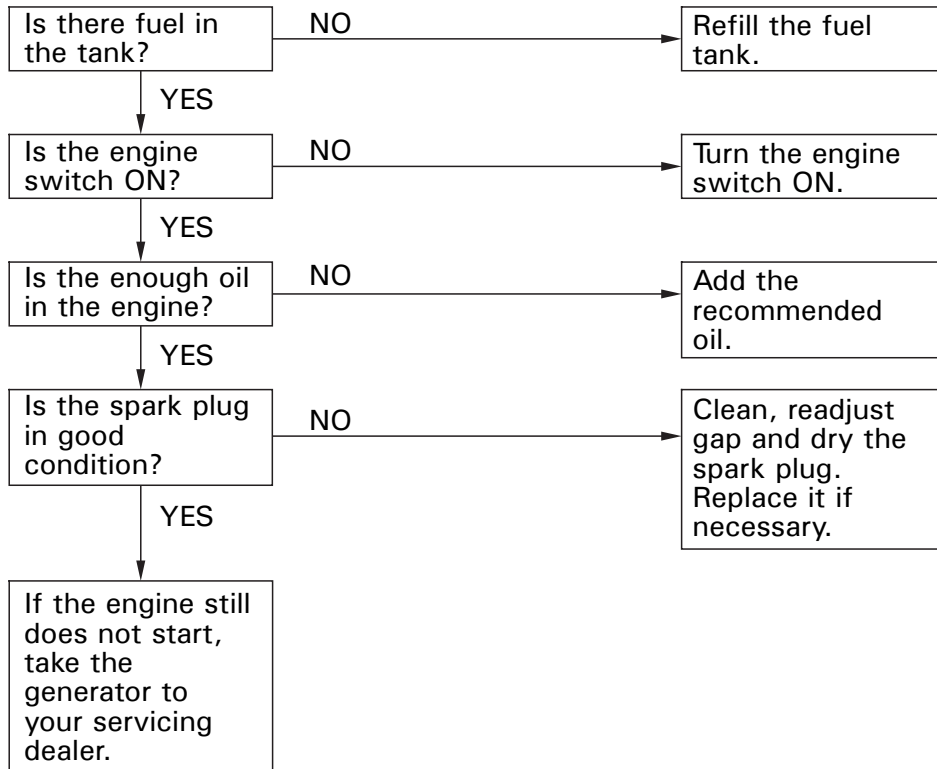 Is there fuel in
the tank?
NO
Refill the fuel
tank.
YES
Is the engine
switch ON?
NO
Turn the engine
switch ON.
YES
Is the enough oil
in the engine?
NO
Add the
recommended
oil.
YES
Is the spark plug
in good
condition?
NO
Clean, readjust
gap and dry the
spark plug.
Replace it if
necessary.
YES
If the engine still
does not start,
take the
generator to
your servicing
dealer.